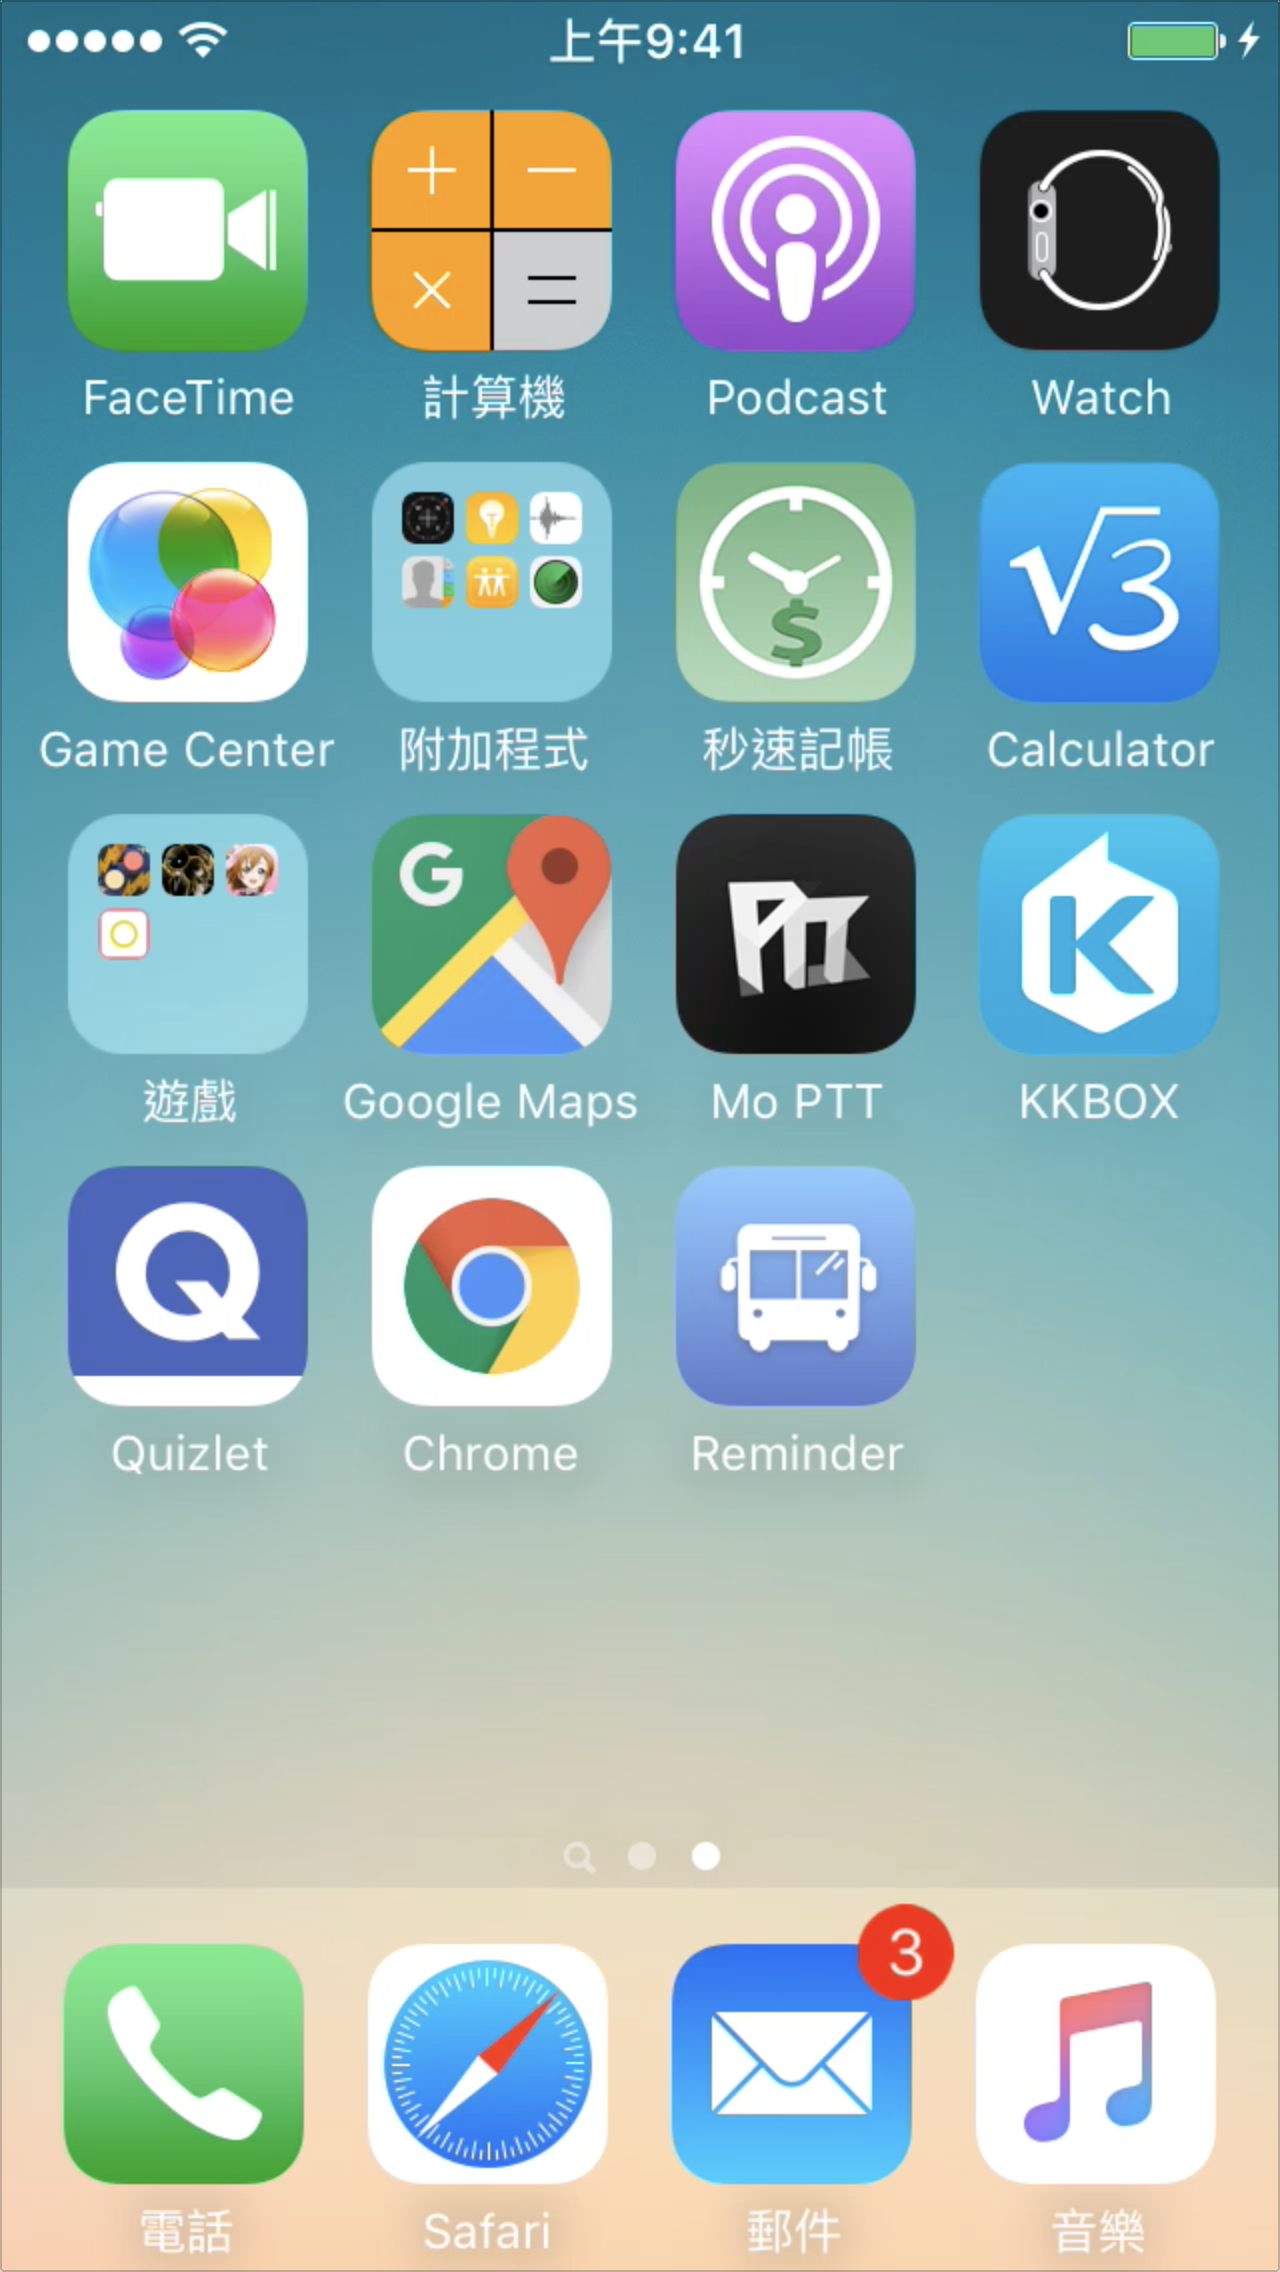 上午9:41
FaceTime
計算機
Podcast
Watch
Game Center
附加程式
秒速記帳
Calculator
遊戲
Google Maps
Mo PTT
KKBOX
Quizlet
Chrome
Reminder
3
電話
Safari
郵件
音樂